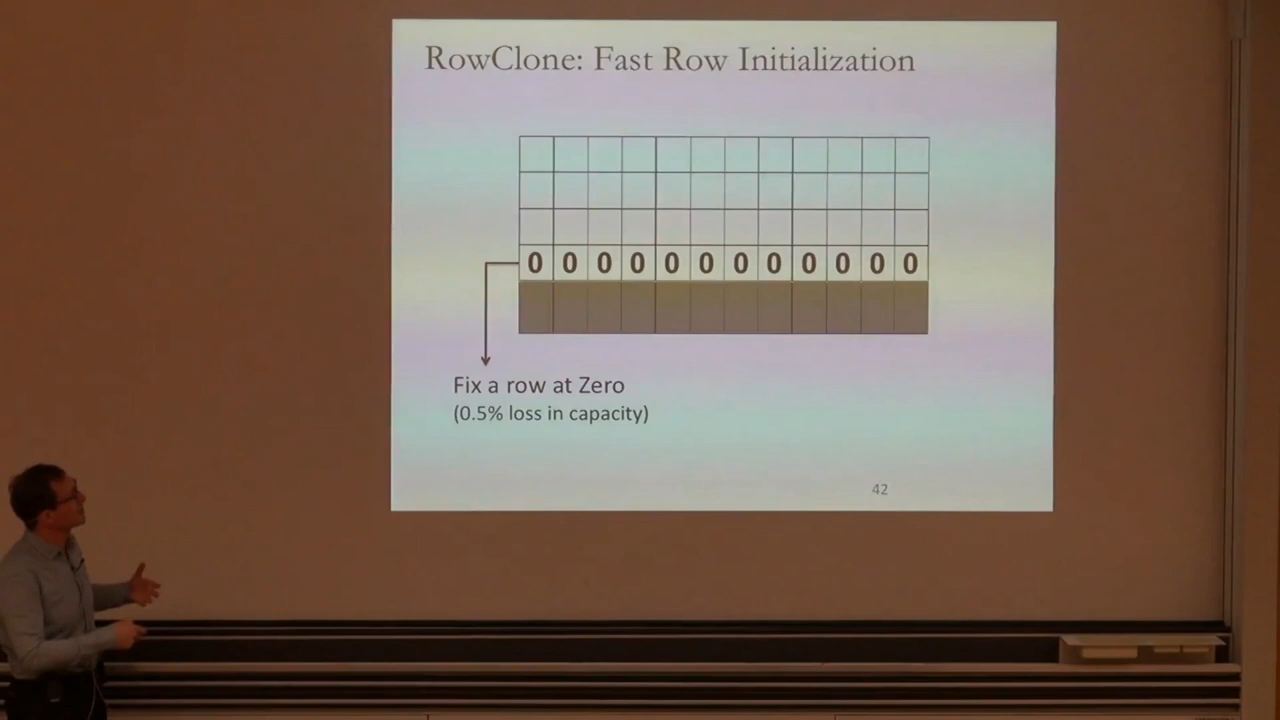 RowClone: Fast Row Initialization
0 0 0 0 0 0 0 0 0 0 0 0
Fix a row at Zero
(0.5% loss in capacity)
42